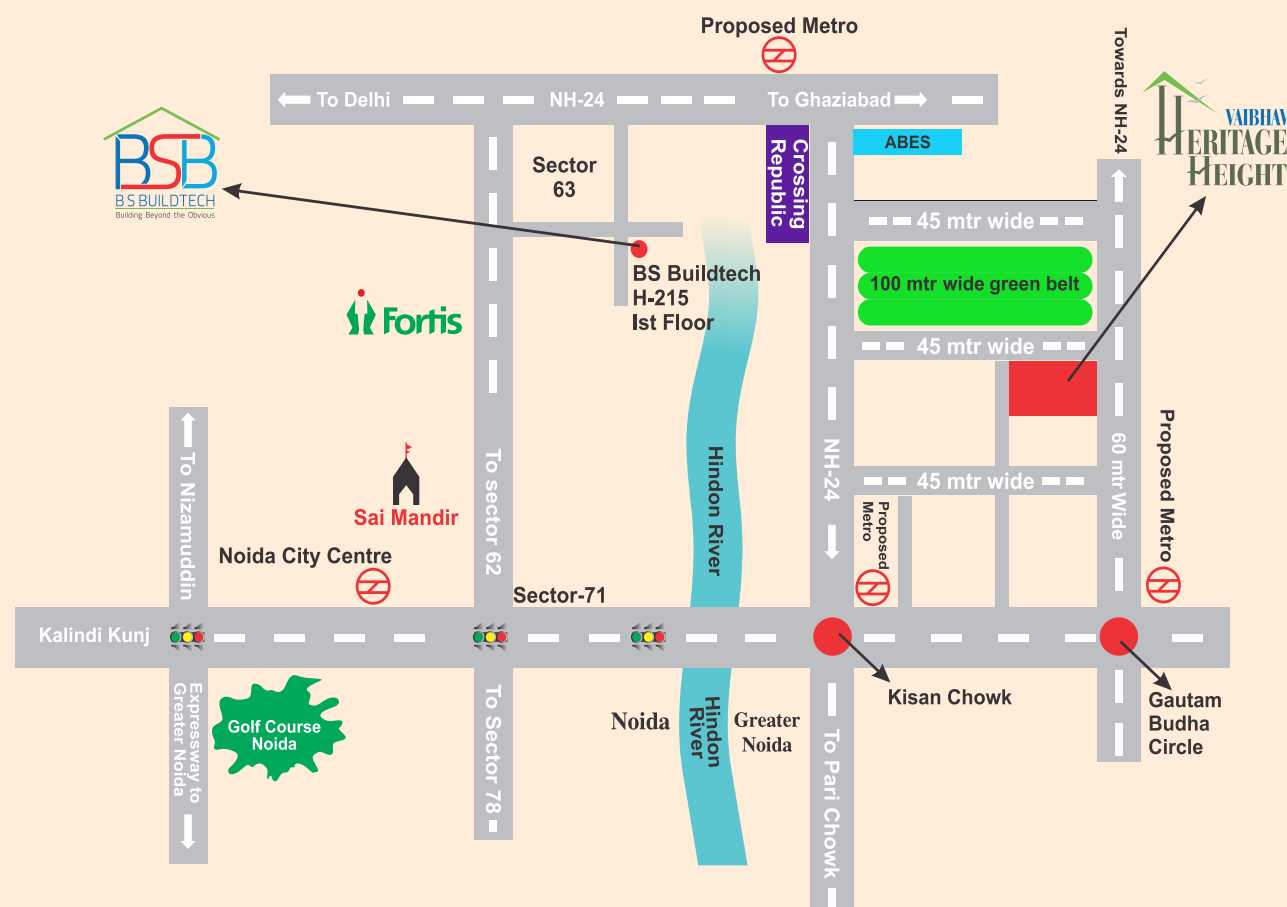 Proposed Metro
To Delhi
NH-24
To Ghaziabad
Towards NH-24
BSB
B S BUILDTECH
Building Beyond the Obvious
Sector
63
Crossing
Republic
ABES
VAIBHAV
HERITAGE
HEIGHT
45 mtr wide
BS Buildtech
H-215
Ist Floor
100 mtr wide green belt
Fortis
45 mtr wide
To Nizamuddin
Sai Mandir
To sector 62
Hindon River
NH-24
45 mtr wide
60 mtr Wide
Proposed Metro
Noida City Centre
Proposed
Metro
Sector-71
Kalindi Kunj
Expressway to
Greater Noida
Golf Course
Noida
To Sector 78
Noida
Hindon
River
Greater
Noida
To Pari Chowk
Kisan Chowk
Gautam
Budha
Circle